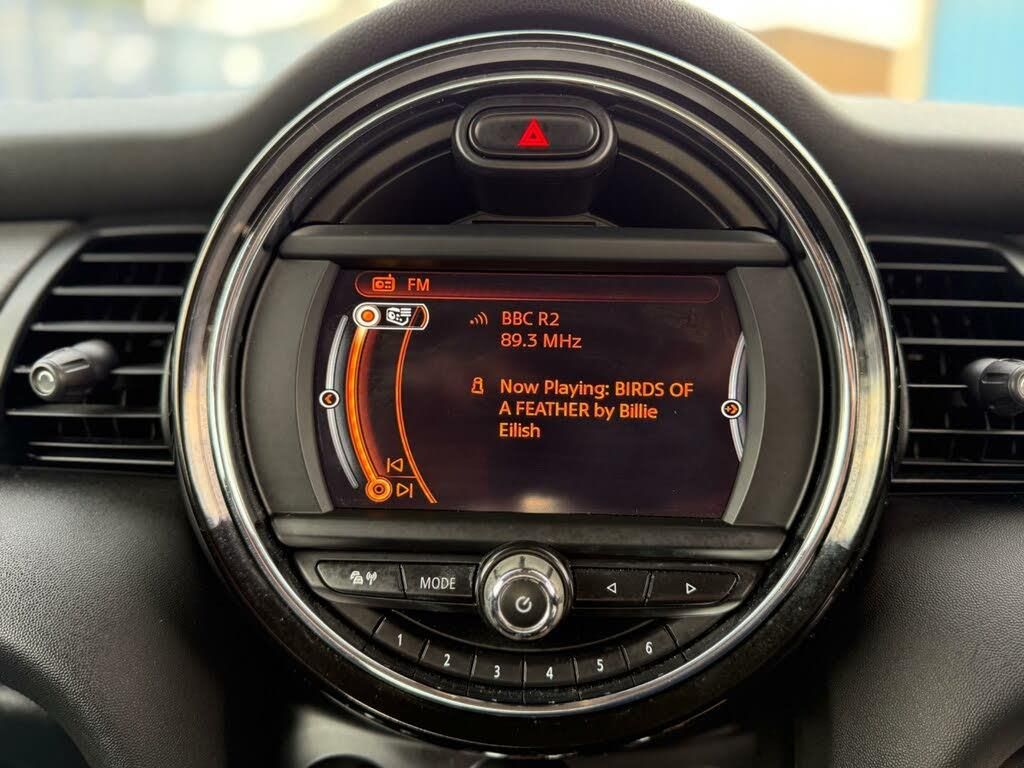 FM
BBC R2
89.3 MHz
Now Playing: BIRDS OF
A FEATHER by Billie
Eilish
MODE
1
2
3
4
5
6